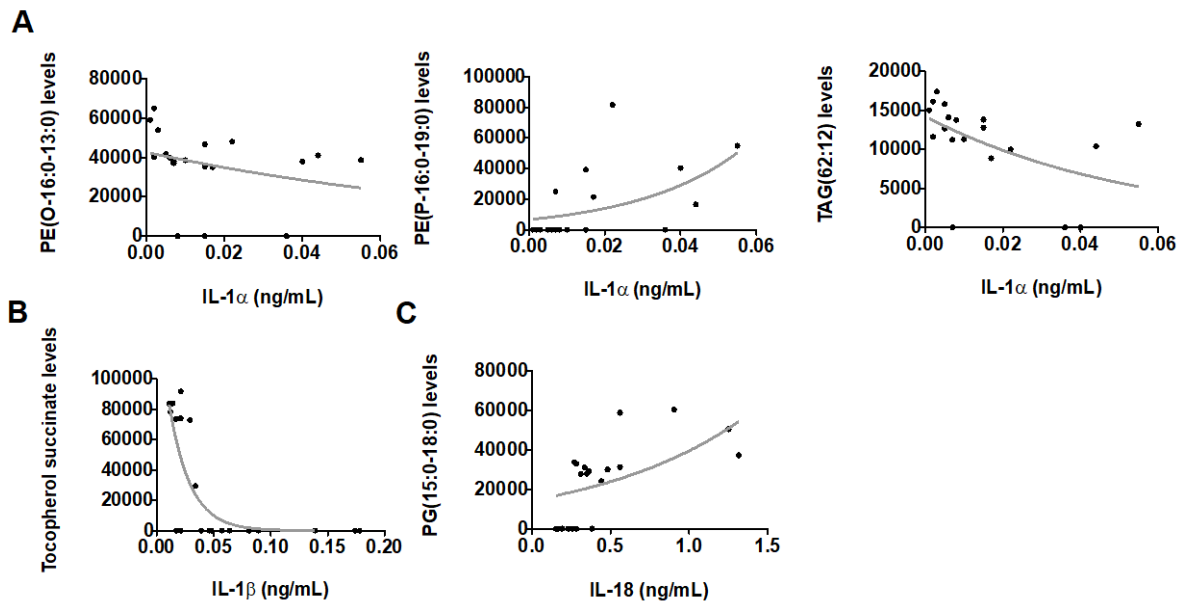 A
PE(O-16:0-13:0) levels
80000
60000
40000
20000
0
0.00 0.02 0.04 0.06
IL-1α (ng/mL)
PE(P-16:0-19:0) levels
100000
80000
60000
40000
20000
0
0.00 0.02 0.04 0.06
IL-1α (ng/mL)
TAG(62:12) levels
20000
15000
10000
5000
0
0.00 0.02 0.04 0.06
IL-1α (ng/mL)
B
Tocopherol succinate levels
100000
80000
60000
40000
20000
0
0.00 0.05 0.10 0.15 0.20
IL-1β (ng/mL)
C
PG(15:0-18:0) levels
80000
60000
40000
20000
0
0.0 0.5 1.0 1.5
IL-18 (ng/mL)